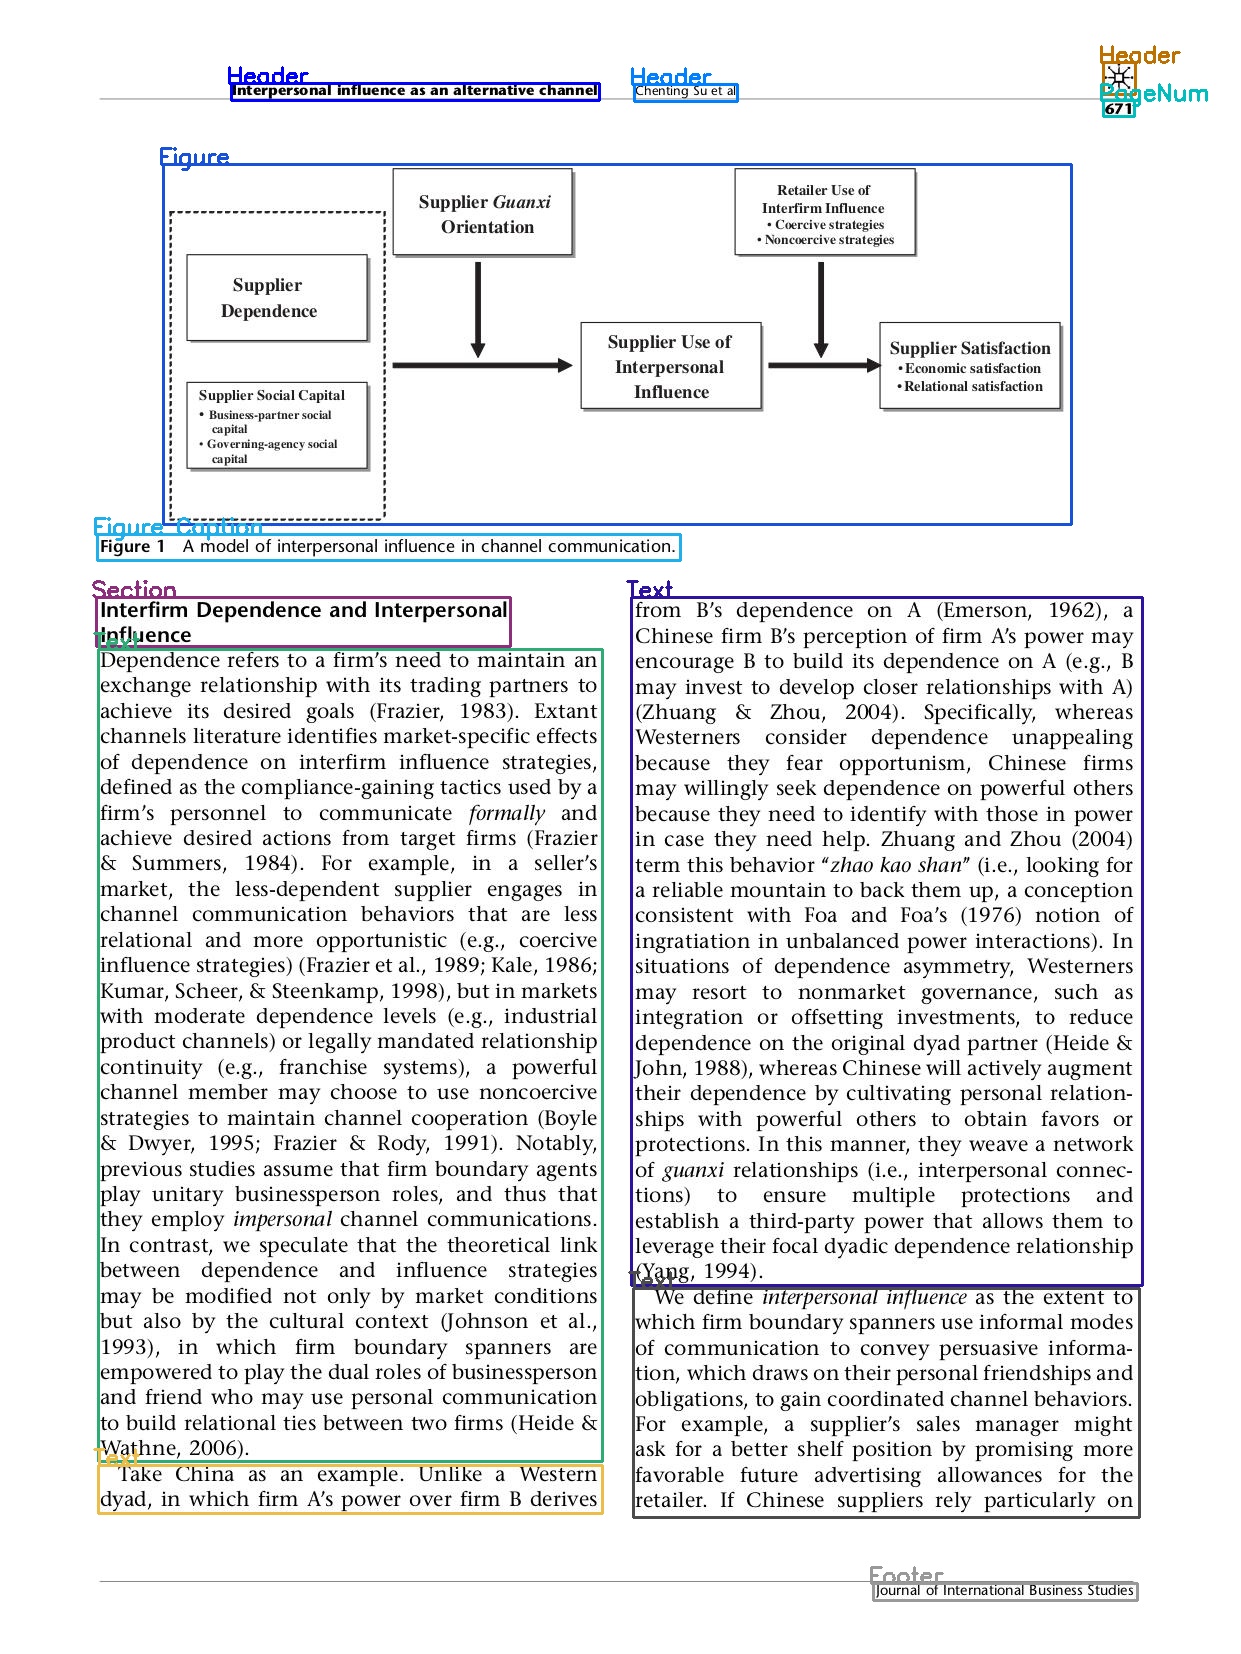 Header
Interpersonal influence as an alternative channel
Header
Chenting Su et al
Header
PageNum
671
Figure
Supplier Guanxi
Orientation
Retailer Use of
Interfirm Influence
• Coercive strategies
• Noncoercive strategies
Supplier
Dependence
Supplier Use of
Interpersonal
Influence
Supplier Satisfaction
• Economic satisfaction
• Relational satisfaction
Supplier Social Capital
• Business-partner social
capital
• Governing-agency social
capital
Figure Caption
Figure 1 A model of interpersonal influence in channel communication.
Section
Interfirm Dependence and Interpersonal
Influence
Text
Dependence refers to a firm's need to maintain an
exchange relationship with its trading partners to
achieve its desired goals (Frazier, 1983). Extant
channels literature identifies market-specific effects
of dependence on interfirm influence strategies,
defined as the compliance-gaining tactics used by a
firm's personnel to communicate formally and
achieve desired actions from target firms (Frazier
& Summers, 1984). For example, in a seller's
market, the less-dependent supplier engages in
channel communication behaviors that are less
relational and more opportunistic (e.g., coercive
influence strategies) (Frazier et al., 1989; Kale, 1986;
Kumar, Scheer, & Steenkamp, 1998), but in markets
with moderate dependence levels (e.g., industrial
product channels) or legally mandated relationship
continuity (e.g., franchise systems), a powerful
channel member may choose to use noncoercive
strategies to maintain channel cooperation (Boyle
& Dwyer, 1995; Frazier & Rody, 1991). Notably,
previous studies assume that firm boundary agents
play unitary businessperson roles, and thus that
they employ impersonal channel communications.
In contrast, we speculate that the theoretical link
between dependence and influence strategies
may be modified not only by market conditions
but also by the cultural context (Johnson et al.,
1993), in which firm boundary spanners are
empowered to play the dual roles of businessperson
and friend who may use personal communication
to build relational ties between two firms (Heide &
Wathne, 2006).
Text
Take China as an example. Unlike a Western
dyad, in which firm A's power over firm B derives
Text
from B's dependence on A (Emerson, 1962), a
Chinese firm B's perception of firm A's power may
encourage B to build its dependence on A (e.g., B
may invest to develop closer relationships with A)
(Zhuang & Zhou, 2004). Specifically, whereas
Westerners consider dependence unappealing
because they fear opportunism, Chinese firms
may willingly seek dependence on powerful others
because they need to identify with those in power
in case they need help. Zhuang and Zhou (2004)
term this behavior "zhao kao shan" (i.e., looking for
a reliable mountain to back them up, a conception
consistent with Foa and Foa's (1976) notion of
ingratiation in unbalanced power interactions). In
situations of dependence asymmetry, Westerners
may resort to nonmarket governance, such as
integration or offsetting investments, to reduce
dependence on the original dyad partner (Heide &
John, 1988), whereas Chinese will actively augment
their dependence by cultivating personal relation-
ships with powerful others to obtain favors or
protections. In this manner, they weave a network
of guanxi relationships (i.e., interpersonal connec-
tions) to ensure multiple protections and
establish a third-party power that allows them to
leverage their focal dyadic dependence relationship
(Yang, 1994).
Text
We define interpersonal influence as the extent to
which firm boundary spanners use informal modes
of communication to convey persuasive informa-
tion, which draws on their personal friendships and
obligations, to gain coordinated channel behaviors.
For example, a supplier's sales manager might
ask for a better shelf position by promising more
favorable future advertising allowances for the
retailer. If Chinese suppliers rely particularly on
Footer
Journal of International Business Studies